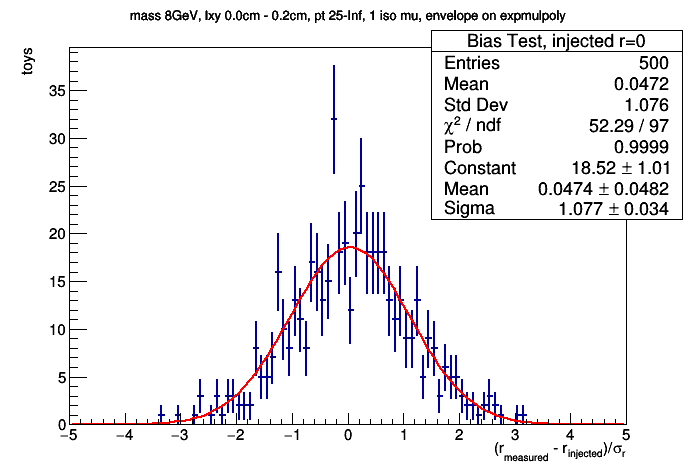 mass 8GeV, lxy 0.0cm - 0.2cm, pt 25-Inf, 1 iso mu, envelope on expmulpoly
toys
Bias Test, injected r=0
Entries 500
Mean 0.0472
Std Dev 1.076
χ² / ndf 52.29 / 97
Prob 0.9999
Constant 18.52 ± 1.01
Mean 0.0474 ± 0.0482
Sigma 1.077 ± 0.034
35
30
25
20
15
10
5
0
−5 −4 −3 −2 −1 0 1 2 3 4 5
(r_measured - r_injected)/σ_r